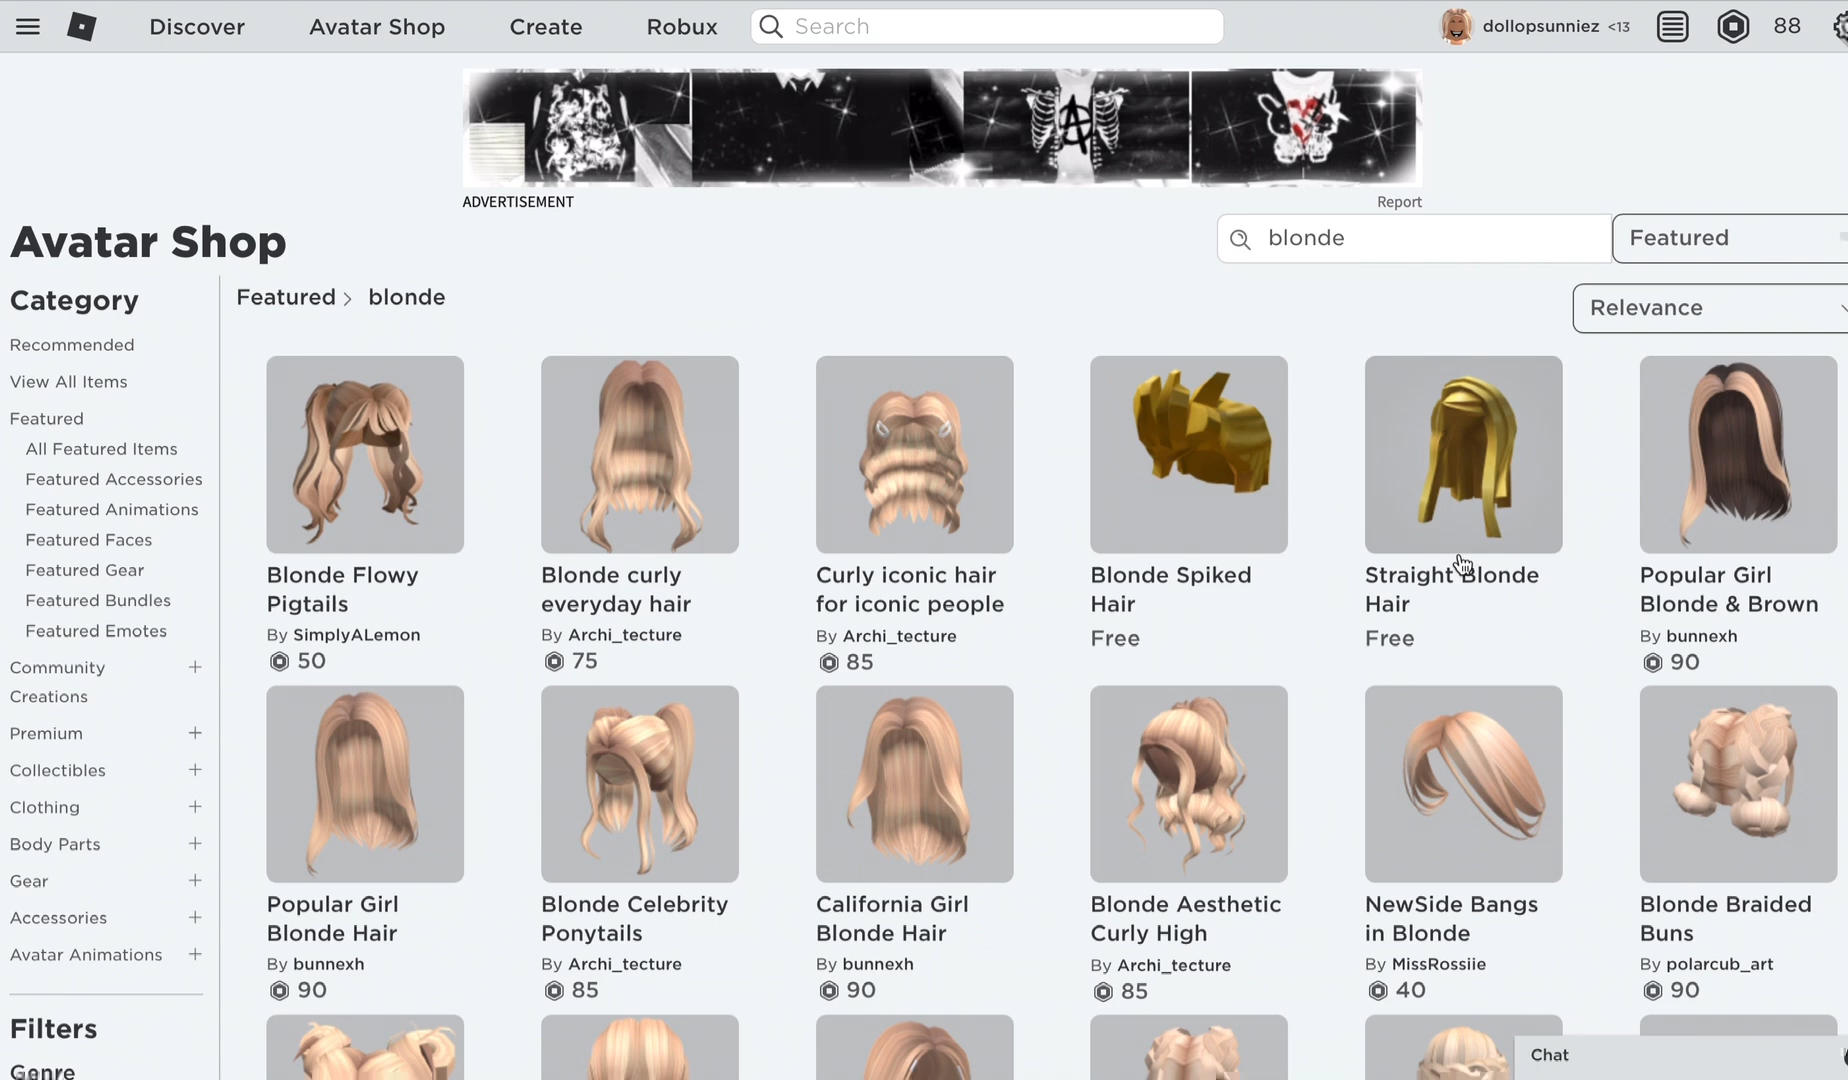 Discover
Avatar Shop
Create
Robux
Search
dollopsunniez <13
88
ADVERTISEMENT
Report
Avatar Shop
blonde
Featured
Category
Featured > blonde
Relevance
Recommended
View All Items
Featured
All Featured Items
Featured Accessories
Featured Animations
Featured Faces
Featured Gear
Featured Bundles
Featured Emotes
Community +
Creations
Premium +
Collectibles +
Clothing +
Body Parts +
Gear +
Accessories +
Avatar Animations +
Filters
Genre
Blonde Flowy
Pigtails
By SimplyALemon
50
Blonde curly
everyday hair
By Archi_tecture
75
Curly iconic hair
for iconic people
By Archi_tecture
85
Blonde Spiked
Hair
Free
Straight Blonde
Hair
Free
Popular Girl
Blonde & Brown
By bunnexh
90
Popular Girl
Blonde Hair
By bunnexh
90
Blonde Celebrity
Ponytails
By Archi_tecture
85
California Girl
Blonde Hair
By bunnexh
90
Blonde Aesthetic
Curly High
By Archi_tecture
85
NewSide Bangs
in Blonde
By MissRossiie
40
Blonde Braided
Buns
By polarcub_art
90
Chat